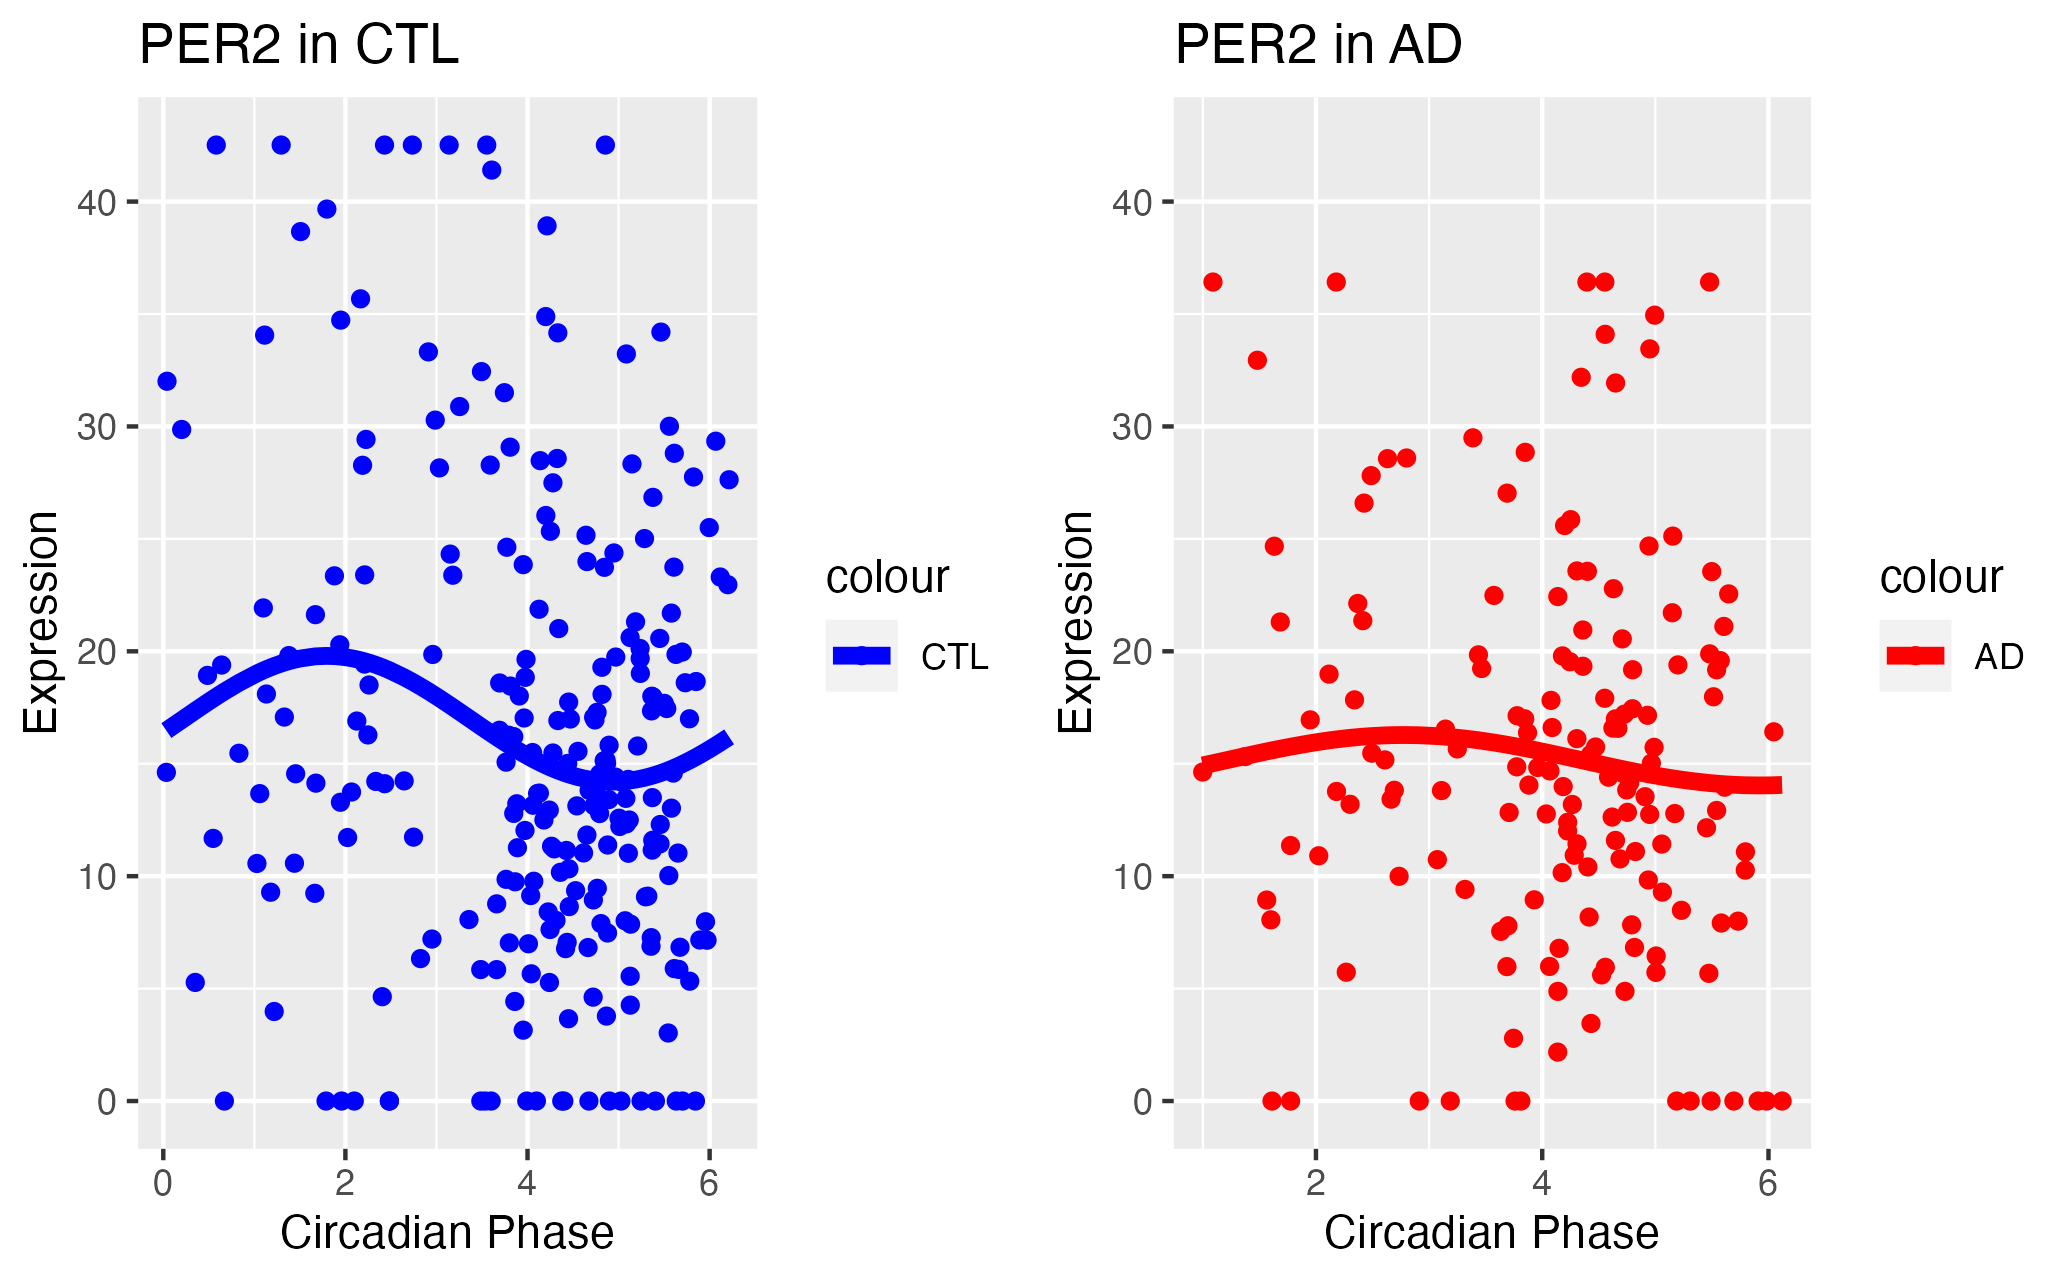 PER2 in CTL
40
30
20
10
0
Expression
0 2 4 6
Circadian Phase
colour
CTL
PER2 in AD
40
30
20
10
0
Expression
2 4 6
Circadian Phase
colour
AD